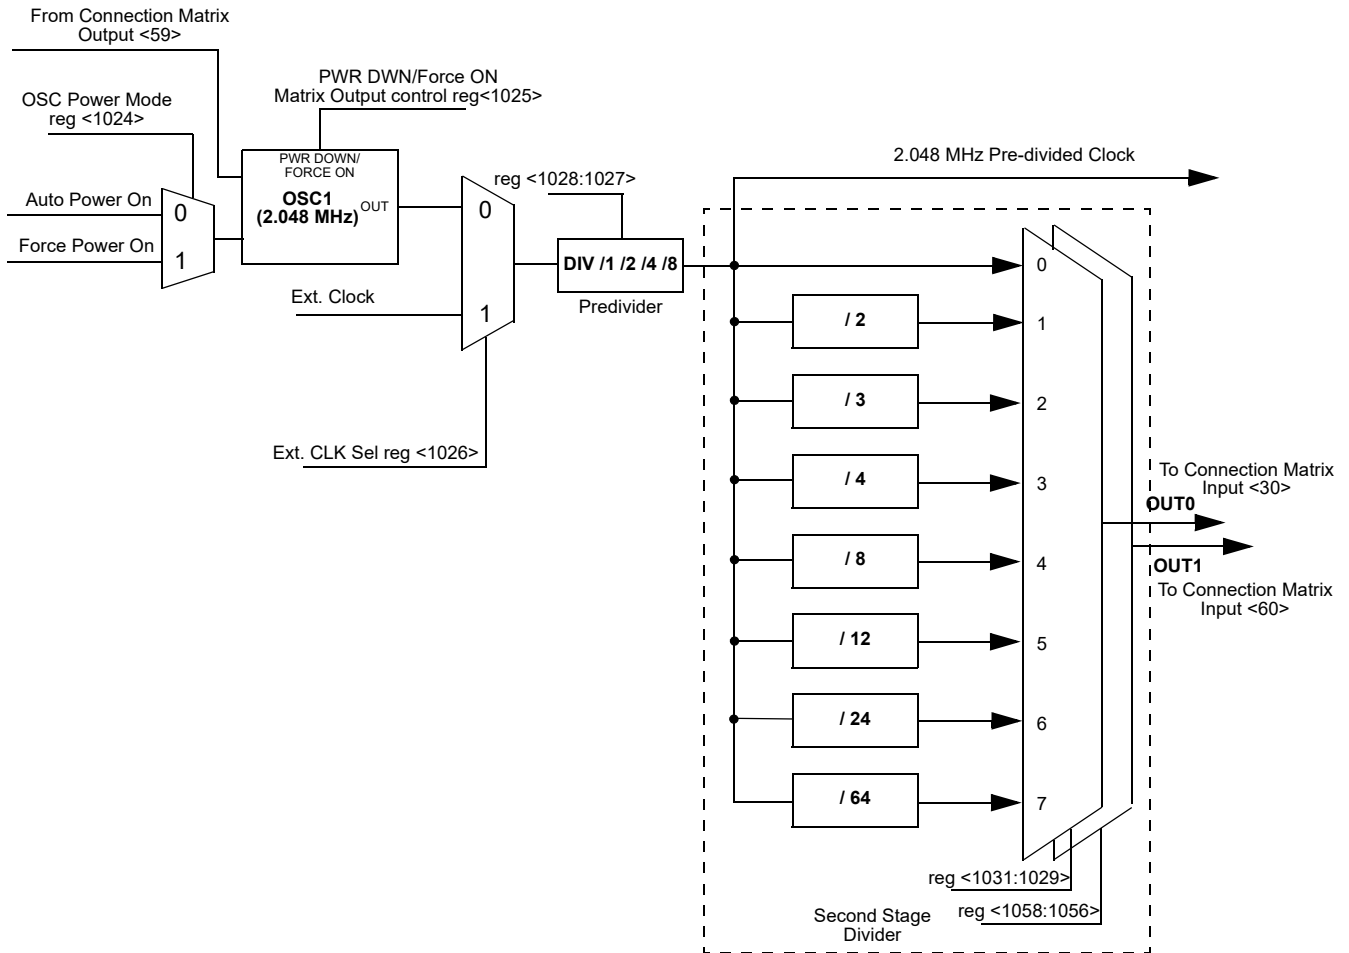 From Connection Matrix
Output <59>
PWR DWN/Force ON
Matrix Output control reg<1025>
OSC Power Mode
reg <1024>
Auto Power On
Force Power On
0
1
PWR DOWN/
FORCE ON
OSC1
(2.048 MHz)
OUT
Ext. Clock
0
1
Ext. CLK Sel reg <1026>
reg <1028:1027>
DIV /1 /2 /4 /8
Predivider
2.048 MHz Pre-divided Clock
0
/ 2
1
/ 3
2
/ 4
3
/ 8
4
/ 12
5
/ 24
6
/ 64
7
To Connection Matrix
Input <30>
OUT0
OUT1
To Connection Matrix
Input <60>
reg <1031:1029>
reg <1058:1056>
Second Stage
Divider